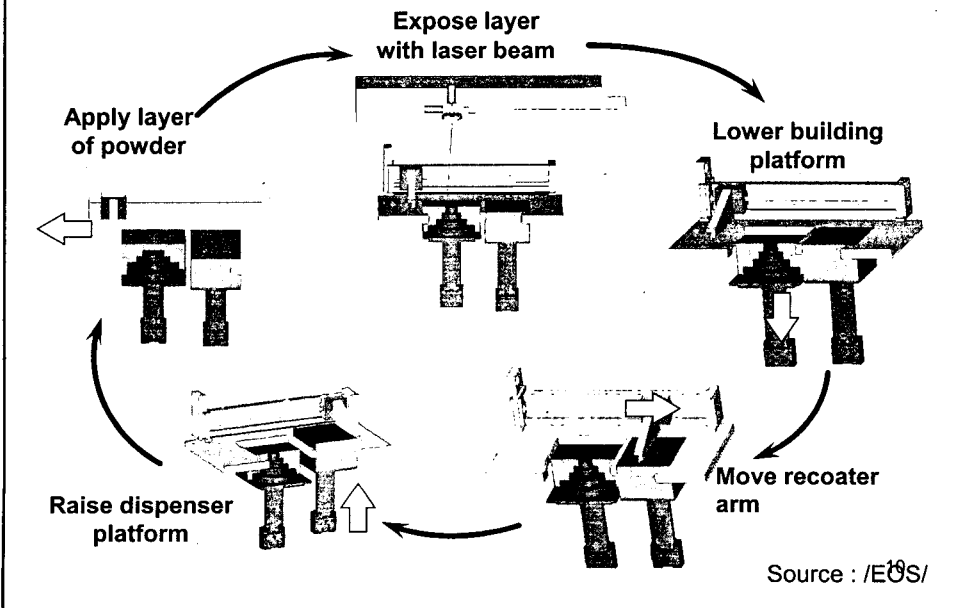 Expose layer
with laser beam
Apply layer
of powder
Lower building
platform
Move recoater
arm
Raise dispenser
platform
Source : /EOS/
10